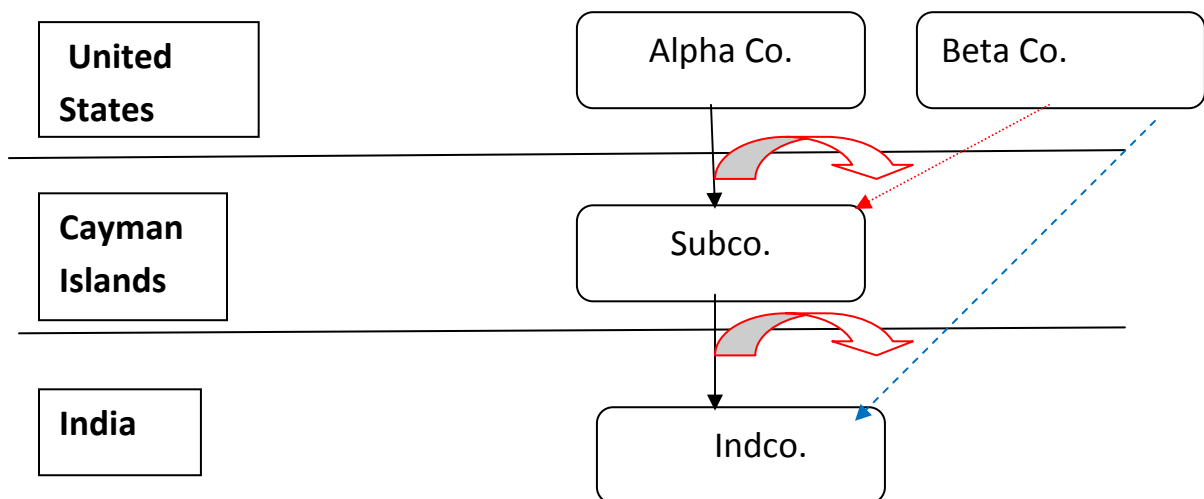 United
States
Alpha Co.
Beta Co.
Cayman
Islands
Subco.
India
Indco.